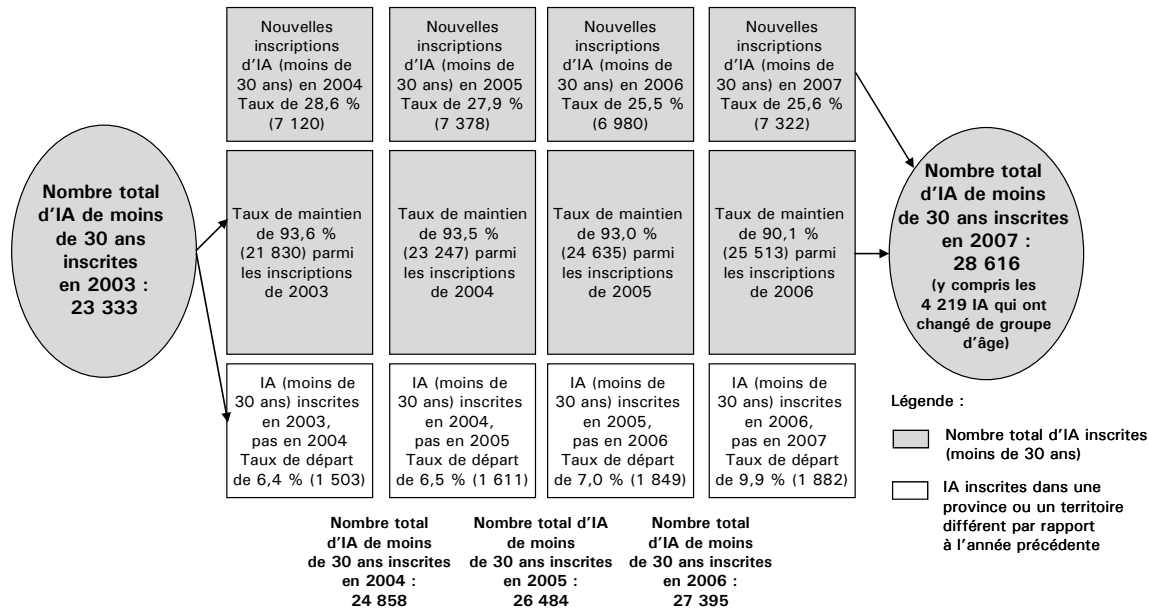 Nombre total
d'IA de moins
de 30 ans
inscrites
en 2003 :
23 333
Nouvelles
inscriptions
d'IA (moins de
30 ans) en 2004
Taux de 28,6 %
(7 120)
Nouvelles
inscriptions
d'IA (moins de
30 ans) en 2005
Taux de 27,9 %
(7 378)
Nouvelles
inscriptions
d'IA (moins de
30 ans) en 2006
Taux de 25,5 %
(6 980)
Nouvelles
inscriptions
d'IA (moins de
30 ans) en 2007
Taux de 25,6 %
(7 322)
Taux de maintien
de 93,6 %
(21 830) parmi
les inscriptions
de 2003
Taux de maintien
de 93,5 %
(23 247) parmi
les inscriptions
de 2004
Taux de maintien
de 93,0 %
(24 635) parmi
les inscriptions
de 2005
Taux de maintien
de 90,1 %
(25 513) parmi
les inscriptions
de 2006
IA (moins de
30 ans) inscrites
en 2003,
pas en 2004
Taux de départ
de 6,4 % (1 503)
IA (moins de
30 ans) inscrites
en 2004,
pas en 2005
Taux de départ
de 6,5 % (1 611)
IA (moins de
30 ans) inscrites
en 2005,
pas en 2006
Taux de départ
de 7,0 % (1 849)
IA (moins de
30 ans) inscrites
en 2006,
pas en 2007
Taux de départ
de 9,9 % (1 882)
Nombre total
d'IA de moins
de 30 ans inscrites
en 2004 :
24 858
Nombre total d'IA
de moins
de 30 ans inscrites
en 2005 :
26 484
Nombre total
d'IA de moins
de 30 ans inscrites
en 2006 :
27 395
Nombre total
d'IA de moins
de 30 ans inscrites
en 2007 :
28 616
(y compris les
4 219 IA qui ont
changé de groupe
d'âge)
Légende :
Nombre total d'IA inscrites
(moins de 30 ans)
IA inscrites dans une
province ou un territoire
différent par rapport
à l'année précédente